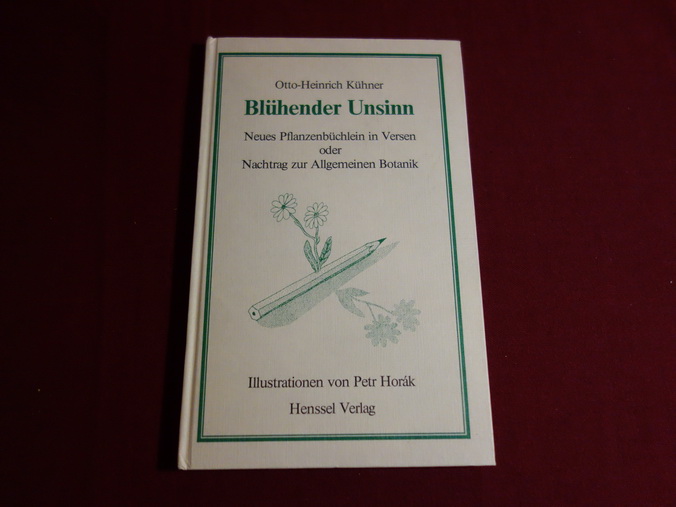 Otto-Heinrich Kühner
Blühender Unsinn
Neues Pflanzenbüchlein in Versen
oder
Nachtrag zur Allgemeinen Botanik
Illustrationen von Petr Horák
Henssel Verlag